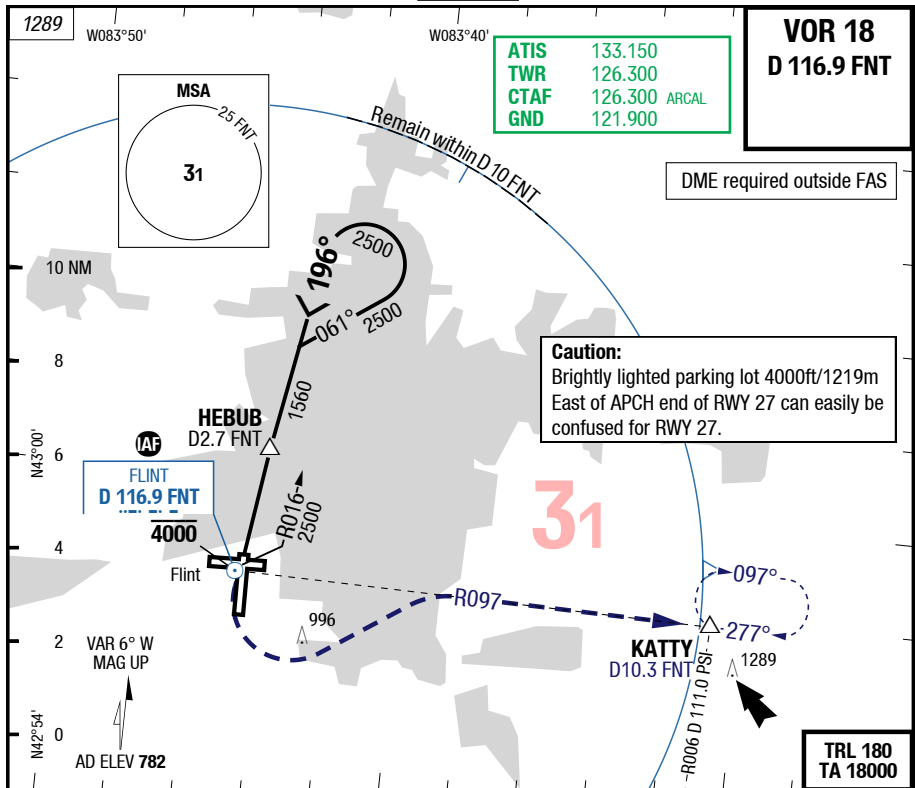 1289
W083°50'
W083°40'
VOR 18
D 116.9 FNT
ATIS 133.150
TWR 126.300
CTAF 126.300 ARCAL
GND 121.900
MSA
25 FNT
31
Remain within D 10 FNT
DME required outside FAS
196°
2500
061°
2500
10 NM
8
Caution:
Brightly lighted parking lot 4000ft/1219m
East of APCH end of RWY 27 can easily be
confused for RWY 27.
1560
HEBUB
D2.7 FNT
IAF
N43°00'
6
FLINT
D 116.9 FNT
R016
2500
31
4000
4
Flint
097°
R097
996
2
KATTY
D10.3 FNT
277°
1289
VAR 6° W
MAG UP
R006 D 111.0 PSI
N42°54'
0
AD ELEV 782
TRL 180
TA 18000